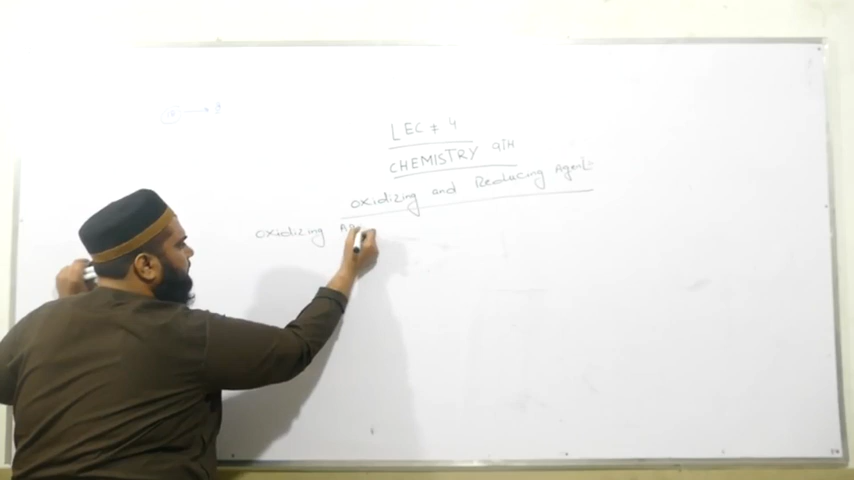 LEC # 4
CHEMISTRY 9TH
oxidizing and Reducing Agent:-
oxidizing